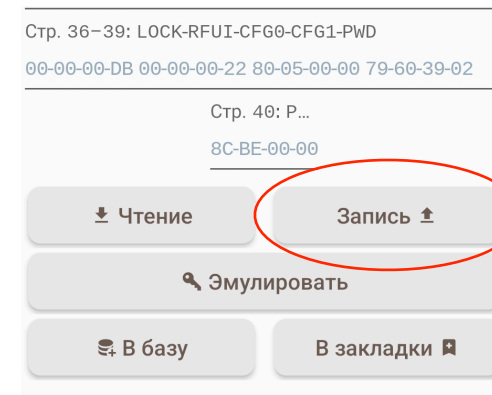 Стр. 36–39: LOCK-RFUI-CFG0-CFG1-PWD
00-00-00-DB 00-00-00-22 80-05-00-00 79-60-39-02
Стр. 40: P…
8C-BE-00-00
Чтение
Запись
Эмулировать
В базу
В закладки